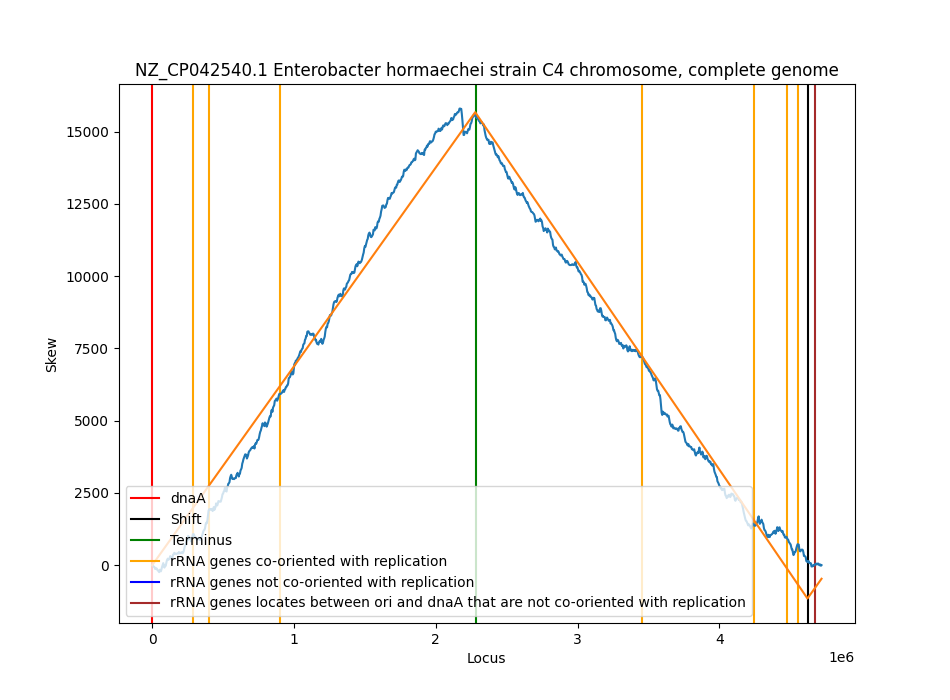 NZ_CP042540.1 Enterobacter hormaechei strain C4 chromosome, complete genome
15000
12500
10000
7500
5000
2500
0
Skew
dnaA
Shift
Terminus
rRNA genes co-oriented with replication
rRNA genes not co-oriented with replication
rRNA genes locates between ori and dnaA that are not co-oriented with replication
0 1 2 3 4
1e6
Locus